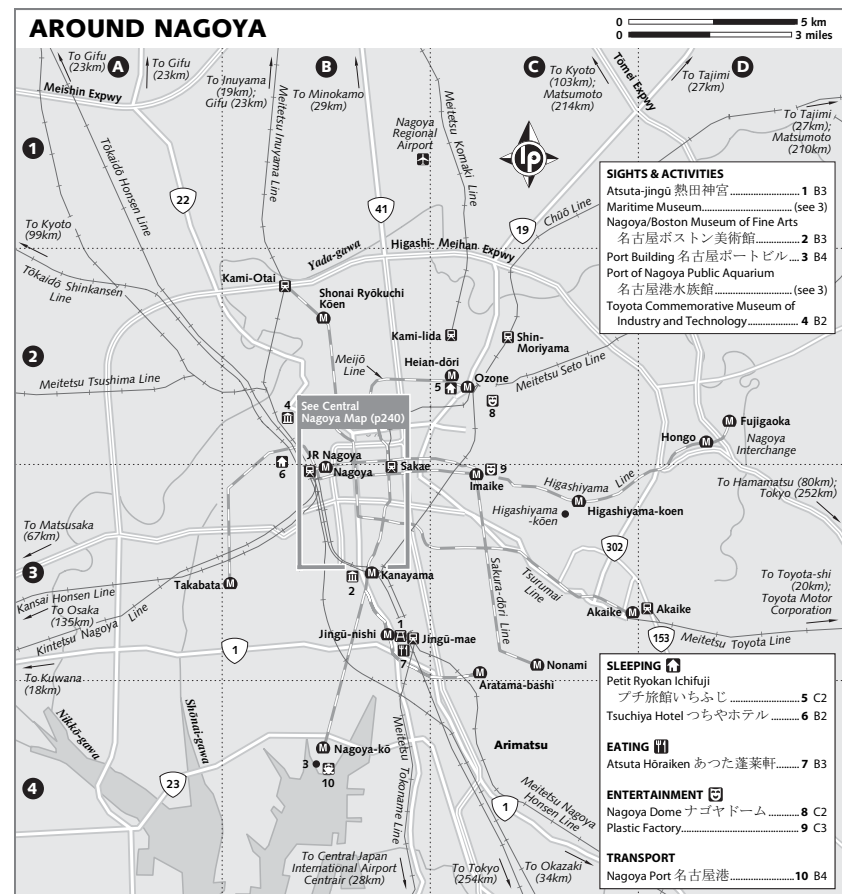 AROUND NAGOYA
0 5 km
0 3 miles
A
B
C
D
To Gifu
(23km)
To Gifu
(23km)
To Inuyama
(19km);
Gifu (23km)
To Minokamo
(29km)
To Kyoto
(103km);
Matsumoto
(214km)
Tōmei Expwy
To Tajimi
(27km)
Meishin Expwy
Meitetsu Inuyama Line
Nagoya
Regional
Airport
Meitetsu Komaki Line
lp
To Tajimi
(27km);
Matsumoto
(210km)
1
Tōkaidō Honsen Line
22
41
19
Chūō Line
SIGHTS & ACTIVITIES
Atsuta-jingū 熱田神宮 1 B3
Maritime Museum (see 3)
Nagoya/Boston Museum of Fine Arts
名古屋ボストン美術館 2 B3
Port Building 名古屋ポートビル 3 B4
Port of Nagoya Public Aquarium
名古屋港水族館 (see 3)
Toyota Commemorative Museum of
Industry and Technology 4 B2
To Kyoto
(99km)
Yada-gawa
Higashi-Meihan Expwy
Tōkaidō Shinkansen
Line
Kami-Otai
Shonai Ryōkuchi
Kōen
Kami-Iida
Shin-
Moriyama
2
Meijō
Line
Heian-dōri
5
Ozone
Meitetsu Seto Line
Meitetsu Tsushima Line
8
4
See Central
Nagoya Map (p240)
Fujigaoka
Hongo
Nagoya
Interchange
JR Nagoya
Nagoya
Sakae
6
9
Imaike
Higashiyama Line
Higashiyama
-kōen
Higashiyama-koen
To Hamamatsu (80km);
Tokyo (252km)
To Matsusaka
(67km)
302
3
Kansai Honsen Line
Takabata
2
Kanayama
Sakura-dōri Line
Tsurumai
Line
To Toyota-shi
(20km);
Toyota Motor
Corporation
To Osaka
(135km)
Kintetsu Nagoya Line
Akaike
Akaike
153
Meitetsu Toyota Line
1
Jingū-nishi
1
Jingū-mae
7
Nonami
Aratama-bashi
To Kuwana
(18km)
Nikkō-gawa
Shōnai-gawa
Nagoya-kō
3
10
Arimatsu
SLEEPING
Petit Ryokan Ichifuji
プチ旅館いちふじ 5 C2
Tsuchiya Hotel つちやホテル 6 B2
EATING
Atsuta Hōraiken あつた蓬莱軒 7 B3
ENTERTAINMENT
Nagoya Dome ナゴヤドーム 8 C2
Plastic Factory 9 C3
TRANSPORT
Nagoya Port 名古屋港 10 B4
4
23
Meitetsu Tokoname Line
1
Meitetsu Nagoya
Honsen Line
To Central Japan
International Airport
Centrair (28km)
To Tokyo
(254km)
To Okazaki
(34km)